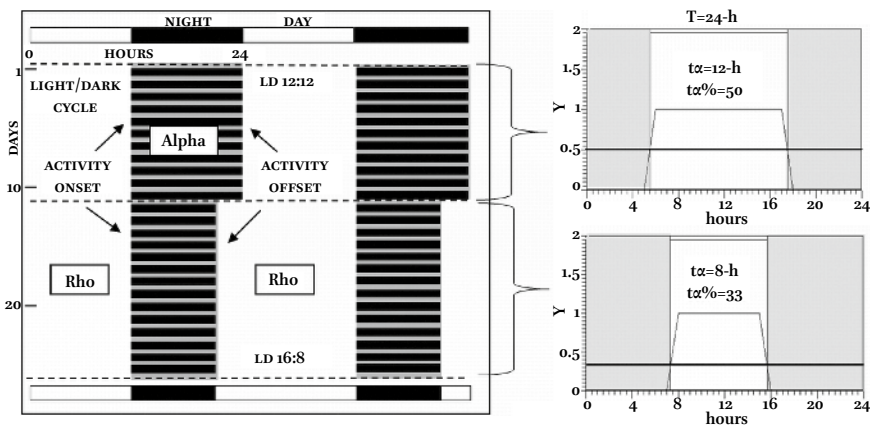 NIGHT DAY
0 HOURS 24
1
LIGHT/DARK
CYCLE
LD 12:12
DAYS
Alpha
ACTIVITY
ONSET
ACTIVITY
OFFSET
10
Rho
Rho
20
LD 16:8
T=24-h
2
1.5
1
0.5
0
Y
tα=12-h
tα%=50
0 8 16 20 24
hours
2
1.5
1
0.5
0
Y
tα=8-h
tα%=33
0 4 8 12 16 20 24
hours